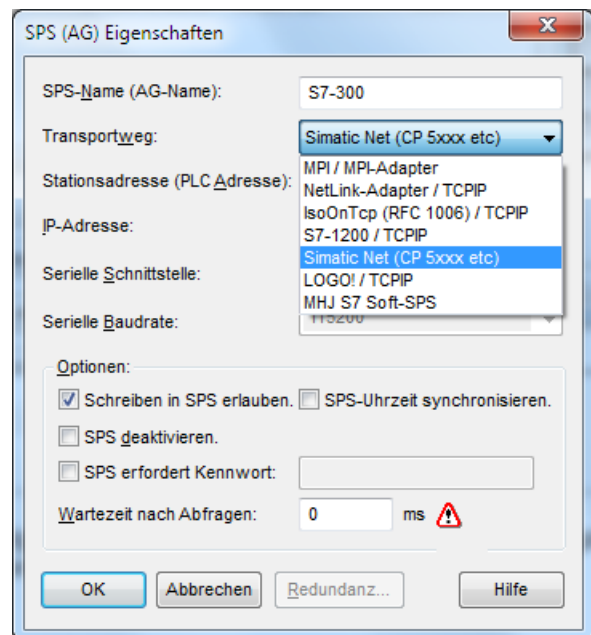 SPS (AG) Eigenschaften
SPS-Name (AG-Name): S7-300
Transportweg: Simatic Net (CP 5xxx etc)
MPI / MPI-Adapter
Stationsadresse (PLC Adresse): NetLink-Adapter / TCPIP
IsoOnTcp (RFC 1006) / TCPIP
IP-Adresse: S7-1200 / TCPIP
Simatic Net (CP 5xxx etc)
Serielle Schnittstelle: LOGO! / TCPIP
MHJ S7 Soft-SPS
Serielle Baudrate: 115200
Optionen:
Schreiben in SPS erlauben. SPS-Uhrzeit synchronisieren.
SPS deaktivieren.
SPS erfordert Kennwort:
Wartezeit nach Abfragen: 0 ms
OK Abbrechen Redundanz... Hilfe